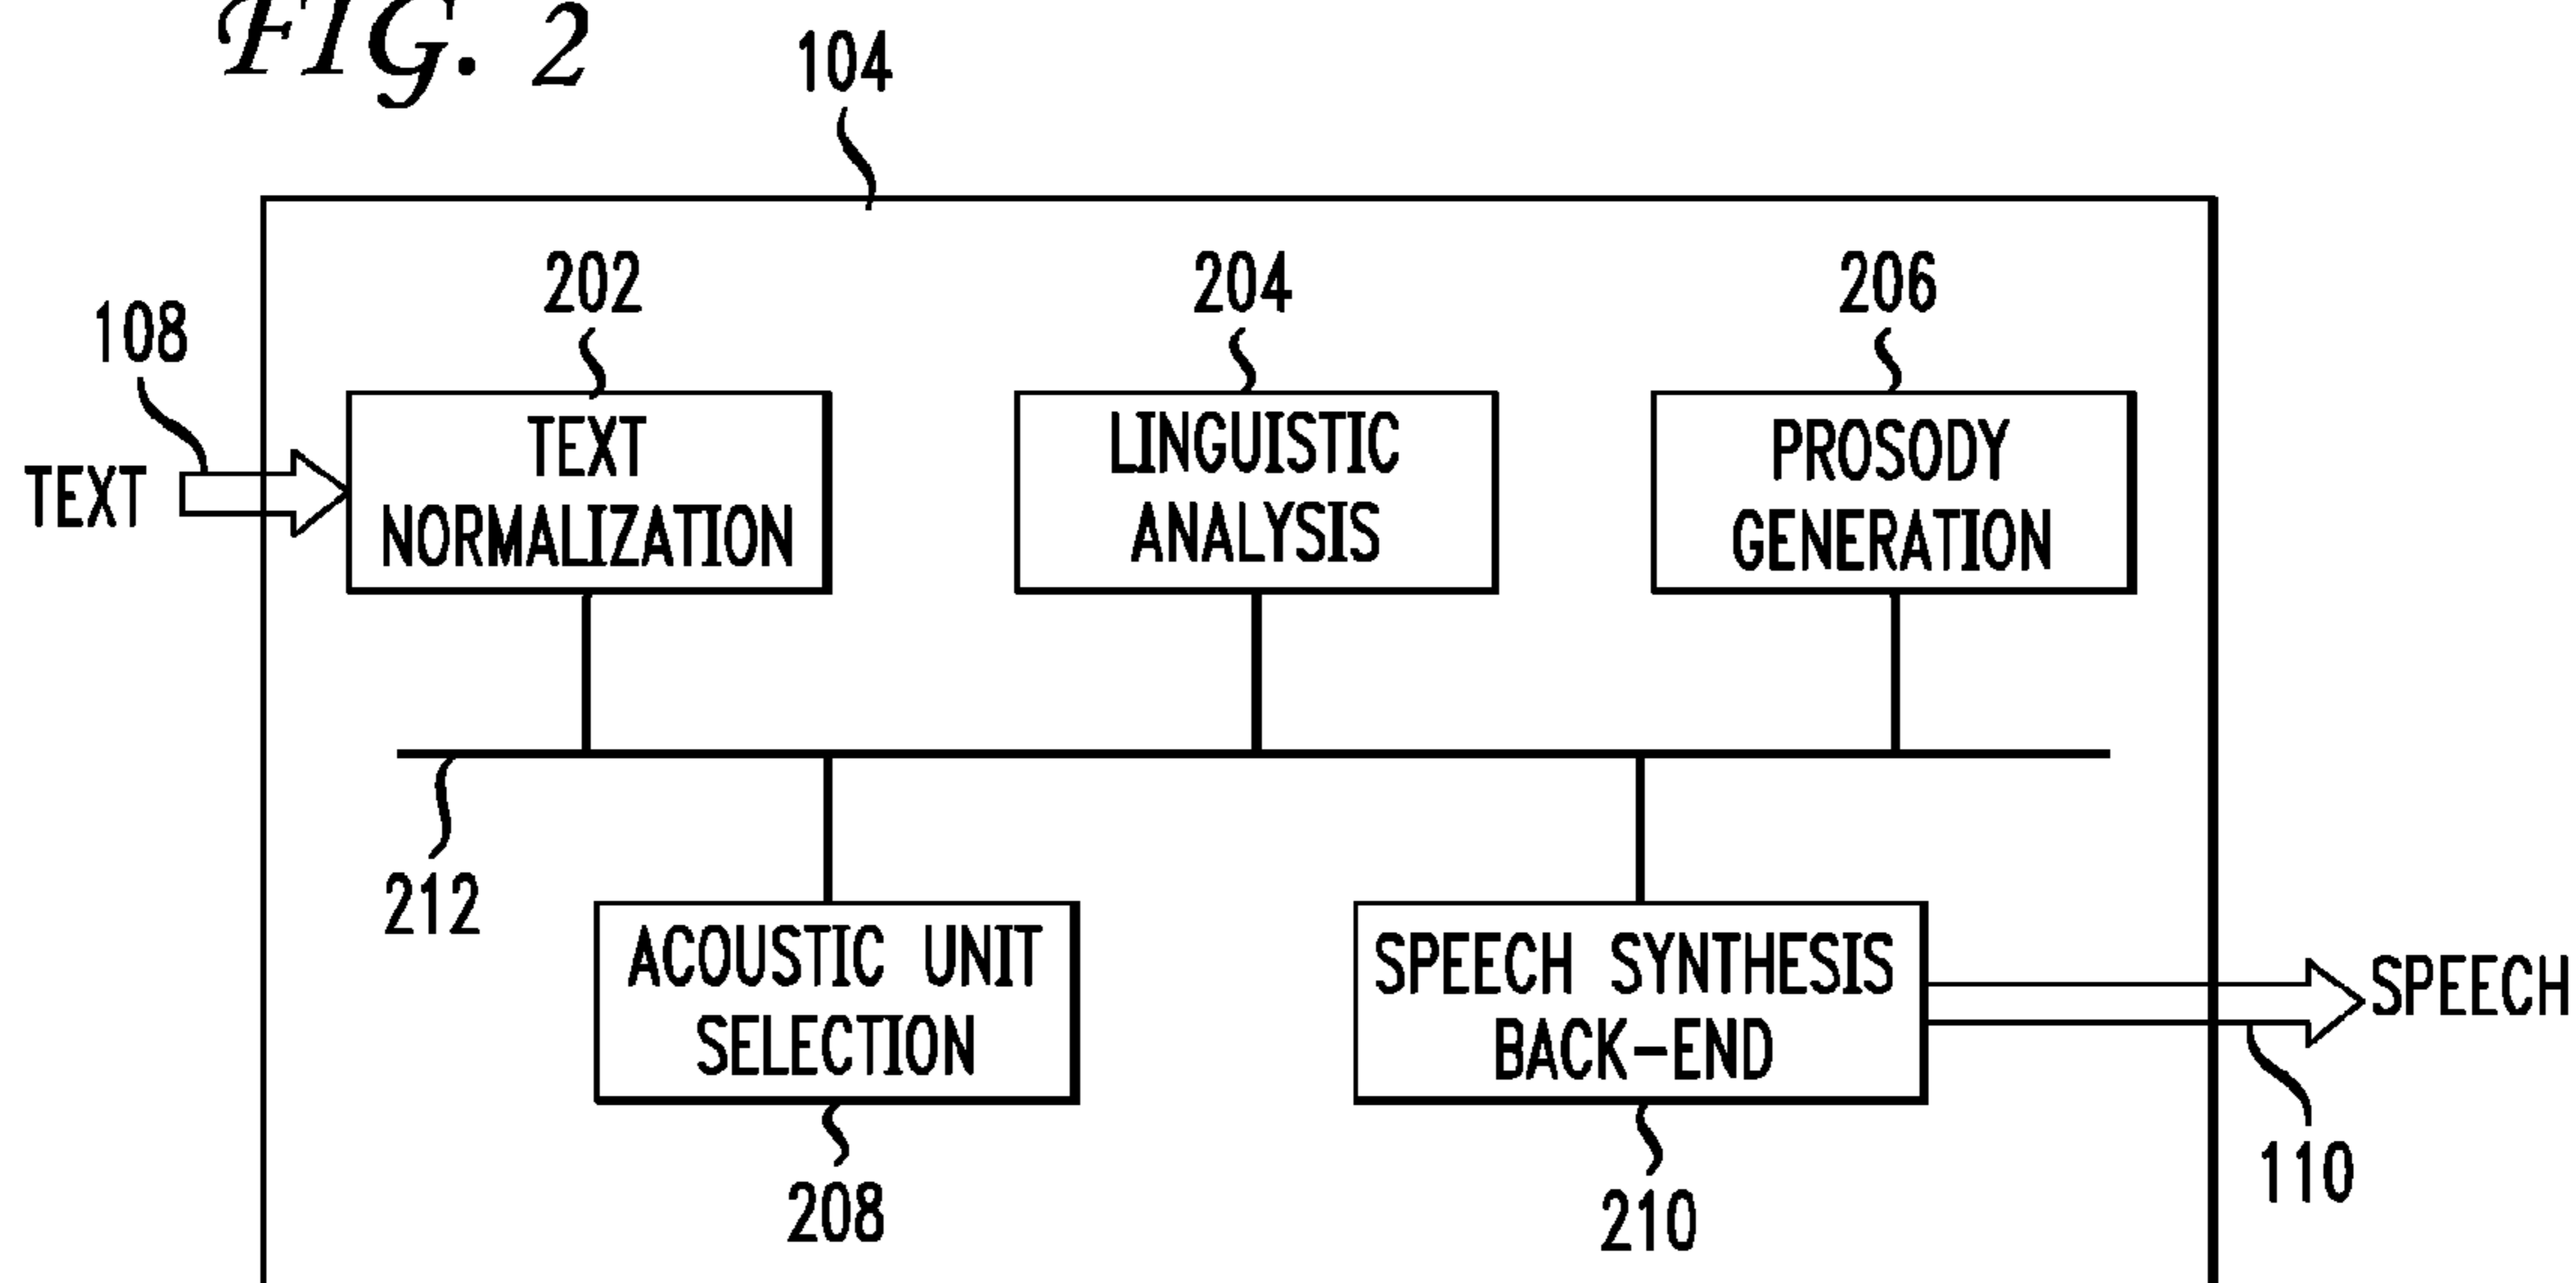 FIG. 2
104
202
204
206
108
TEXT
TEXT
NORMALIZATION
LINGUISTIC
ANALYSIS
PROSODY
GENERATION
212
ACOUSTIC UNIT
SELECTION
SPEECH SYNTHESIS
BACK-END
SPEECH
208
210
110